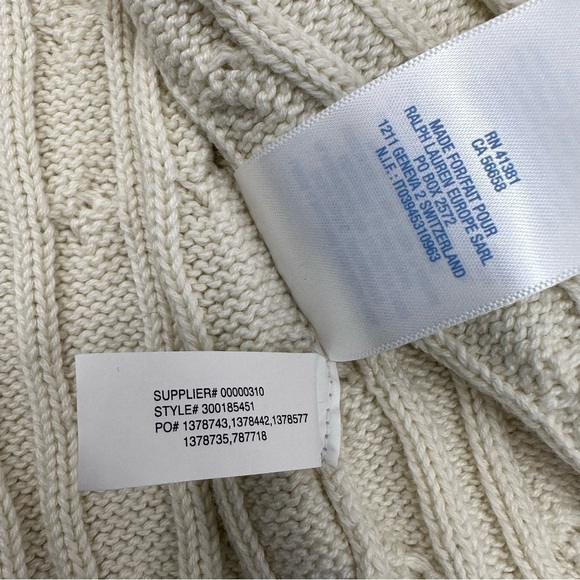 RN 41381
CA 56658
MADE FOR/FAIT POUR
RALPH LAUREN EUROPE SARL
PO BOX 2572
1211 GENEVA 2 SWITZERLAND
N.I.F.: IT03945310963
SUPPLIER# 00000310
STYLE# 300185451
PO# 1378743,1378442,1378577
1378735,787718